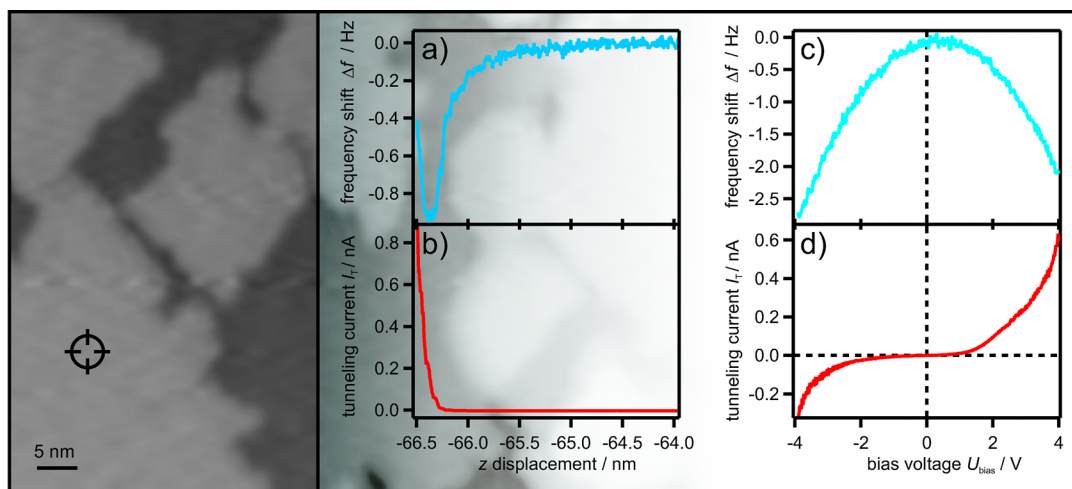 5 nm
a)
frequency shift Δf / Hz
0.0
-0.2
-0.4
-0.6
-0.8
b)
tunneling current I_T / nA
0.8
0.6
0.4
0.2
0.0
-66.5 -66.0 -65.5 -65.0 -64.5 -64.0
z displacement / nm
c)
frequency shift Δf / Hz
0.0
-0.5
-1.0
-1.5
-2.0
-2.5
d)
tunneling current I_T / nA
0.6
0.4
0.2
0.0
-0.2
-4 -2 0 2 4
bias voltage U_bias / V